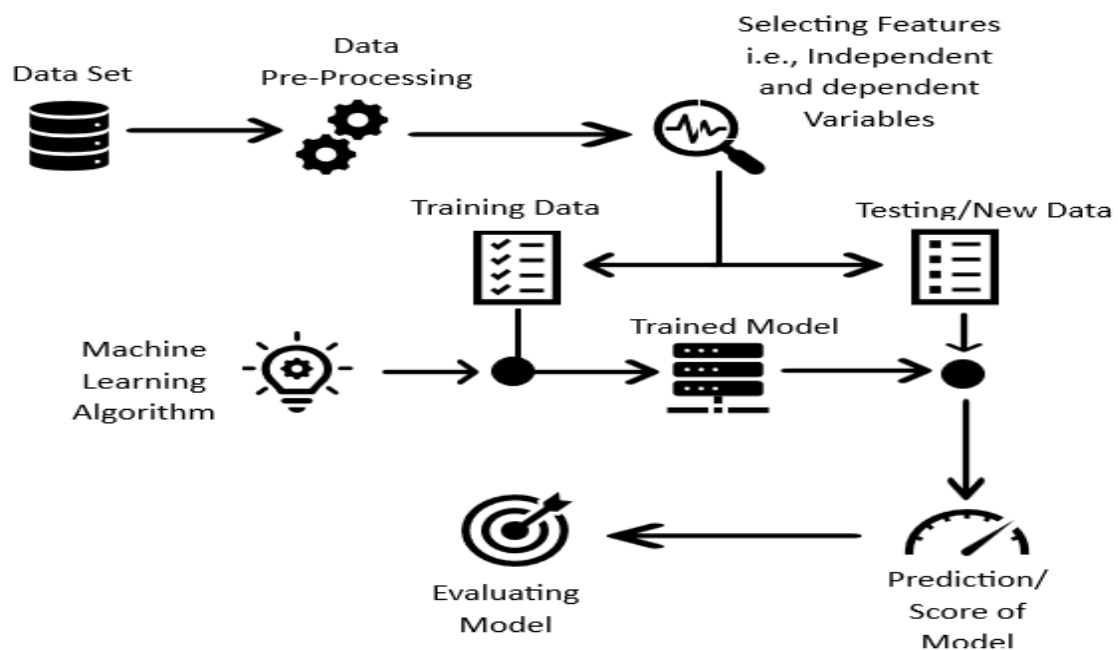 Data Set
Data
Pre-Processing
Selecting Features
i.e., Independent
and dependent
Variables
Training Data
Testing/New Data
Machine
Learning
Algorithm
Trained Model
Evaluating
Model
Prediction/
Score of
Model